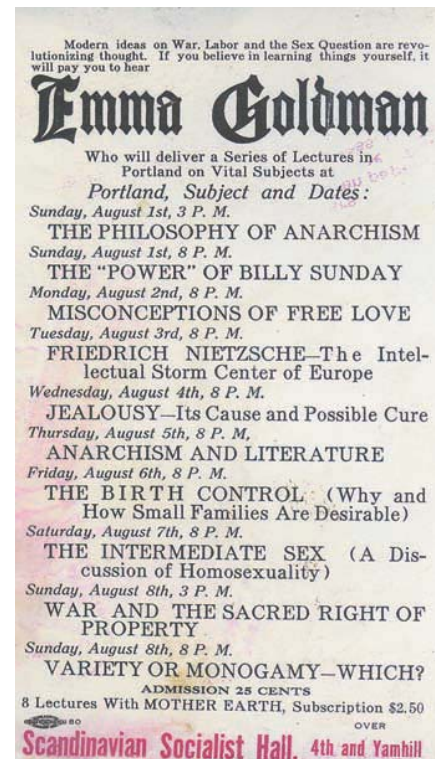 Modern ideas on War, Labor and the Sex Question are revo-
lutionizing thought. If you believe in learning things yourself, it
will pay you to hear
Emma Goldman
Who will deliver a Series of Lectures in
Portland on Vital Subjects at
Portland, Subject and Dates:
Sunday, August 1st, 3 P. M.
THE PHILOSOPHY OF ANARCHISM
Sunday, August 1st, 8 P. M.
THE "POWER" OF BILLY SUNDAY
Monday, August 2nd, 8 P. M.
MISCONCEPTIONS OF FREE LOVE
Tuesday, August 3rd, 8 P. M.
FRIEDRICH NIETZSCHE—The Intel-
lectual Storm Center of Europe
Wednesday, August 4th, 8 P. M.
JEALOUSY—Its Cause and Possible Cure
Thursday, August 5th, 8 P. M,
ANARCHISM AND LITERATURE
Friday, August 6th, 8 P. M.
THE BIRTH CONTROL (Why and
How Small Families Are Desirable)
Saturday, August 7th, 8 P. M.
THE INTERMEDIATE SEX (A Dis-
cussion of Homosexuality)
Sunday, August 8th, 3 P. M.
WAR AND THE SACRED RIGHT OF
PROPERTY
Sunday, August 8th, 8 P. M.
VARIETY OR MONOGAMY—WHICH?
ADMISSION 25 CENTS
8 Lectures With MOTHER EARTH, Subscription $2.50
80
OVER
Scandinavian Socialist Hall, 4th and Yamhill